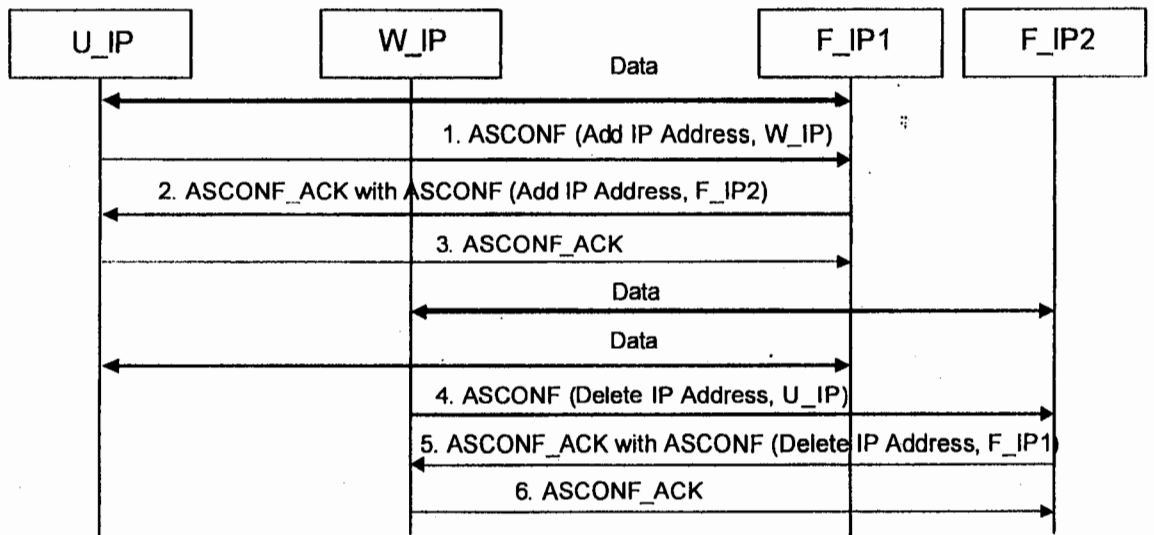 U_IP
W_IP
F_IP1
F_IP2
Data
1. ASCONF (Add IP Address, W_IP)
2. ASCONF_ACK with ASCONF (Add IP Address, F_IP2)
3. ASCONF_ACK
Data
Data
4. ASCONF (Delete IP Address, U_IP)
5. ASCONF_ACK with ASCONF (Delete IP Address, F_IP1)
6. ASCONF_ACK